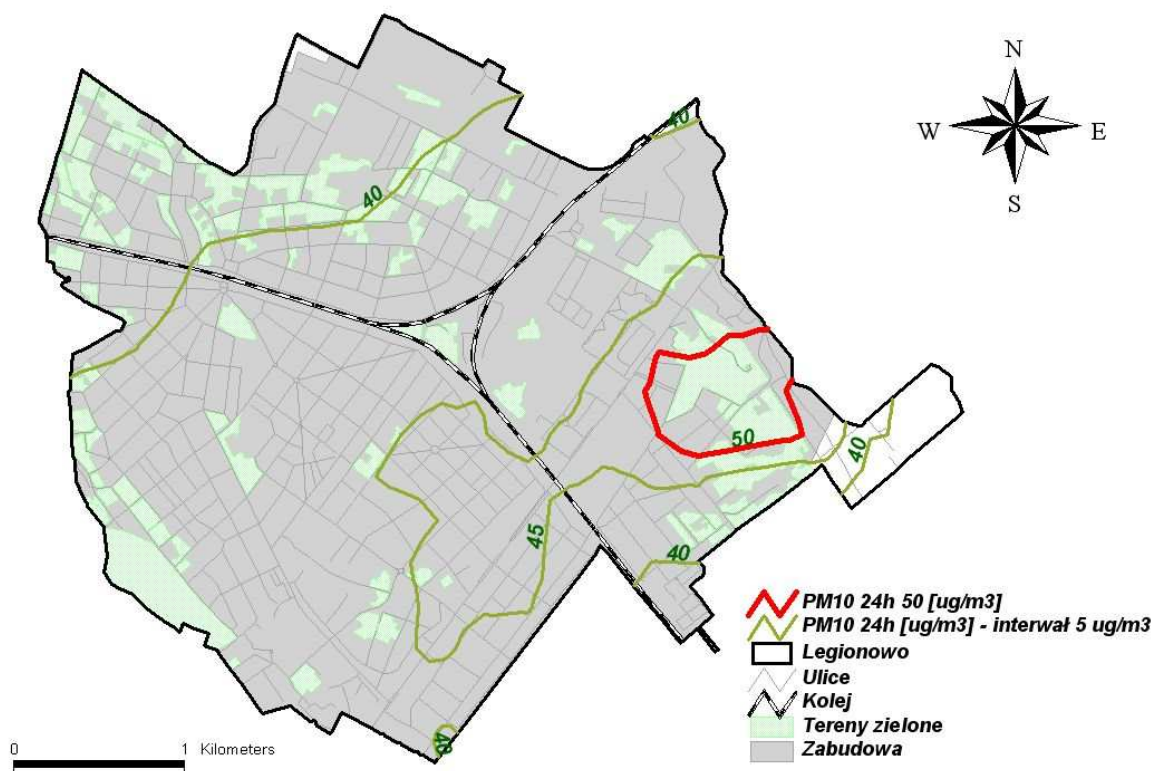 N
W E
S
40
40
50
40
45
40
40
PM10 24h 50 [ug/m3]
PM10 24h [ug/m3] - interwał 5 ug/m3
Legionowo
Ulice
Kolej
Tereny zielone
Zabudowa
0 1 Kilometers